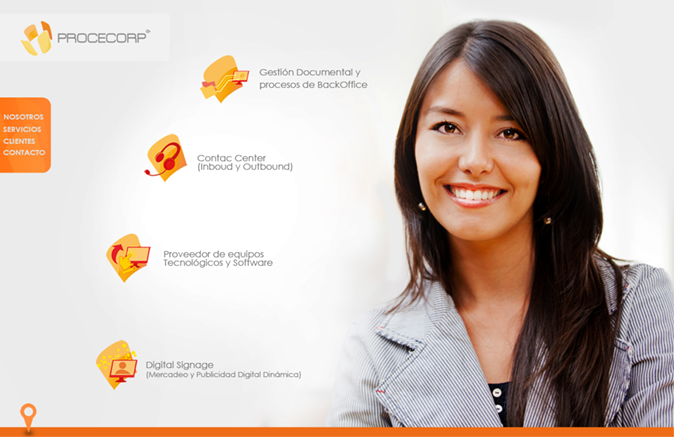 PROCECORP®
Gestión Documental y
procesos de BackOffice
NOSOTROS
SERVICIOS
CLIENTES
CONTACTO
Contac Center
(Inboud y Outbound)
Proveedor de equipos
Tecnológicos y Software
Digital Signage
(Mercadeo y Publicidad Digital Dinámica)